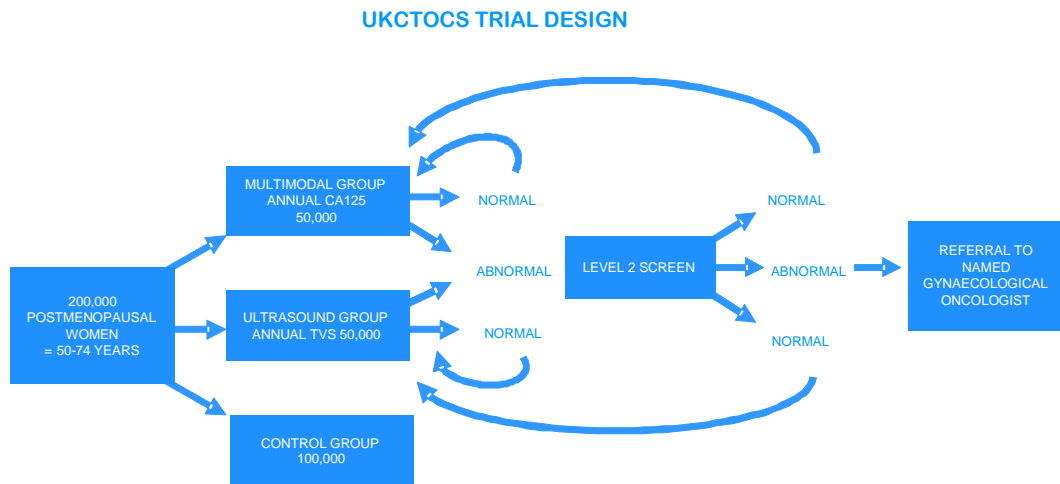 UKCTOCS TRIAL DESIGN
200,000
POSTMENOPAUSAL
WOMEN
= 50-74 YEARS
MULTIMODAL GROUP
ANNUAL CA125
50,000
ULTRASOUND GROUP
ANNUAL TVS 50,000
CONTROL GROUP
100,000
NORMAL
ABNORMAL
NORMAL
LEVEL 2 SCREEN
NORMAL
ABNORMAL
NORMAL
REFERRAL TO
NAMED
GYNAECOLOGICAL
ONCOLOGIST